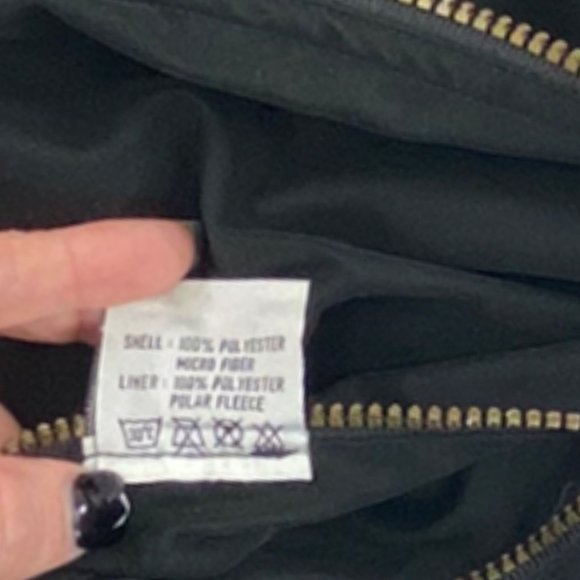 SHELL : 100% POLYESTER
MICRO FIBER
LINER : 100% POLYESTER
POLAR FLEECE
30°C